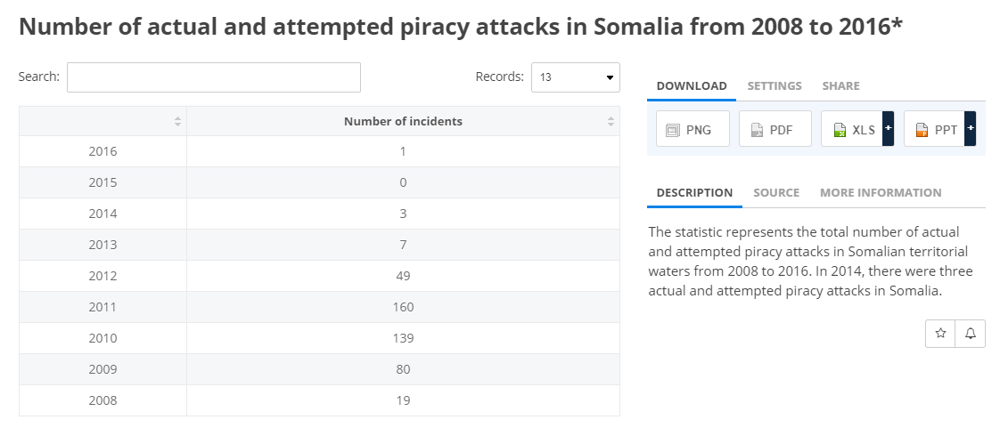 Number of actual and attempted piracy attacks in Somalia from 2008 to 2016*
Search:
Records: 13
Number of incidents
2016 1
2015 0
2014 3
2013 7
2012 49
2011 160
2010 139
2009 80
2008 19
DOWNLOAD SETTINGS SHARE
PNG PDF XLS + PPT +
DESCRIPTION SOURCE MORE INFORMATION
The statistic represents the total number of actual
and attempted piracy attacks in Somalian territorial
waters from 2008 to 2016. In 2014, there were three
actual and attempted piracy attacks in Somalia.